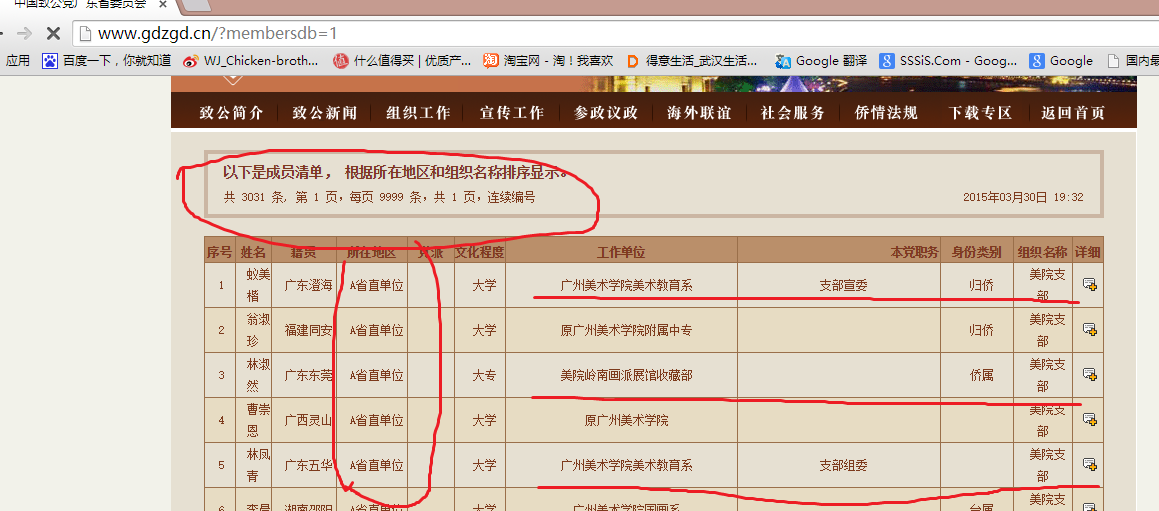 中国致公党广东省委员会 ×
www.gdzgd.cn/?membersdb=1
应用 百度一下，你就知道 WJ_Chicken-broth... 什么值得买 | 优质产... 淘宝网 - 淘！我喜欢 得意生活_武汉生活... Google 翻译 SSSiS.Com - Goog... Google 国内最
致公简介 致公新闻 组织工作 宣传工作 参政议政 海外联谊 社会服务 侨情法规 下载专区 返回首页
以下是成员清单， 根据所在地区和组织名称排序显示。
共 3031 条, 第 1 页，每页 9999 条，共 1 页，连续编号 2015年03月30日 19:32
序号 姓名 籍贯 所在地区 党派 文化程度 工作单位 本党职务 身份类别 组织名称 详细
1 蚁美楷 广东澄海 A省直单位 大学 广州美术学院美术教育系 支部宣委 归侨 美院支部
2 翁淑珍 福建同安 A省直单位 大学 原广州美术学院附属中专 归侨 美院支部
3 林淑然 广东东莞 A省直单位 大专 美院岭南画派展馆收藏部 侨属 美院支部
4 曹崇恩 广西灵山 A省直单位 大学 原广州美术学院 美院支部
5 林凤青 广东五华 A省直单位 大学 广州美术学院美术教育系 支部组委 美院支部
6 湖南邵阳 A省直单位 大学 广州美术学院国画系 台属 美院支